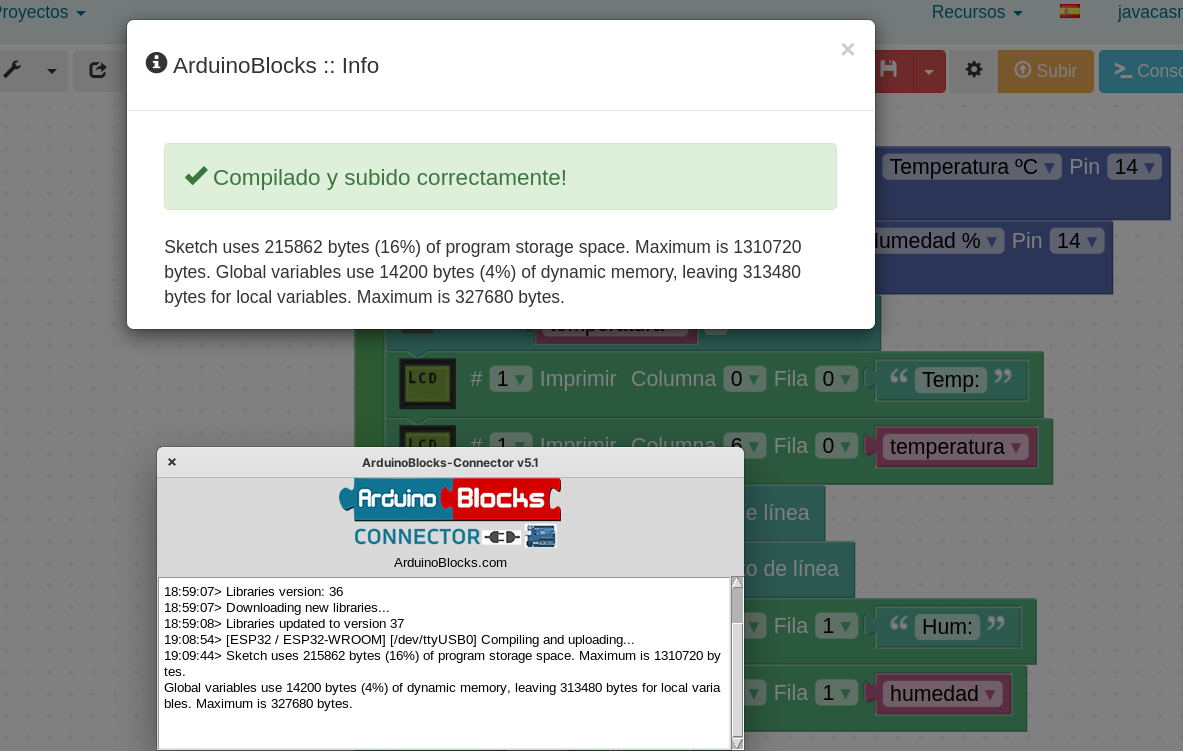 Proyectos
Recursos
ArduinoBlocks :: Info
×
Subir
Compilado y subido correctamente!
Temperatura ºC Pin 14
Sketch uses 215862 bytes (16%) of program storage space. Maximum is 1310720
bytes. Global variables use 14200 bytes (4%) of dynamic memory, leaving 313480
bytes for local variables. Maximum is 327680 bytes.
Humedad % Pin 14
temperatura
LCD # 1 Imprimir Columna 0 Fila 0 “ Temp: ”
LCD # 1 Imprimir Columna 6 Fila 0 temperatura
ArduinoBlocks-Connector v5.1
Arduino Blocks
CONNECTOR
ArduinoBlocks.com
de línea
o de línea
18:59:07> Libraries version: 36
18:59:07> Downloading new libraries...
18:59:08> Libraries updated to version 37
19:08:54> [ESP32 / ESP32-WROOM] [/dev/ttyUSB0] Compiling and uploading...
19:09:44> Sketch uses 215862 bytes (16%) of program storage space. Maximum is 1310720 by
tes.
Global variables use 14200 bytes (4%) of dynamic memory, leaving 313480 bytes for local varia
bles. Maximum is 327680 bytes.
Fila 1 “ Hum: ”
Fila 1 humedad